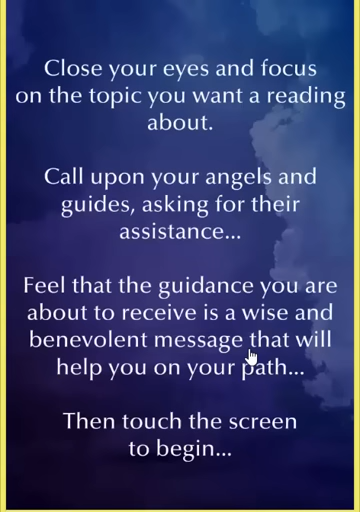 Close your eyes and focus
on the topic you want a reading
about.
Call upon your angels and
guides, asking for their
assistance...
Feel that the guidance you are
about to receive is a wise and
benevolent message that will
help you on your path...
Then touch the screen
to begin...